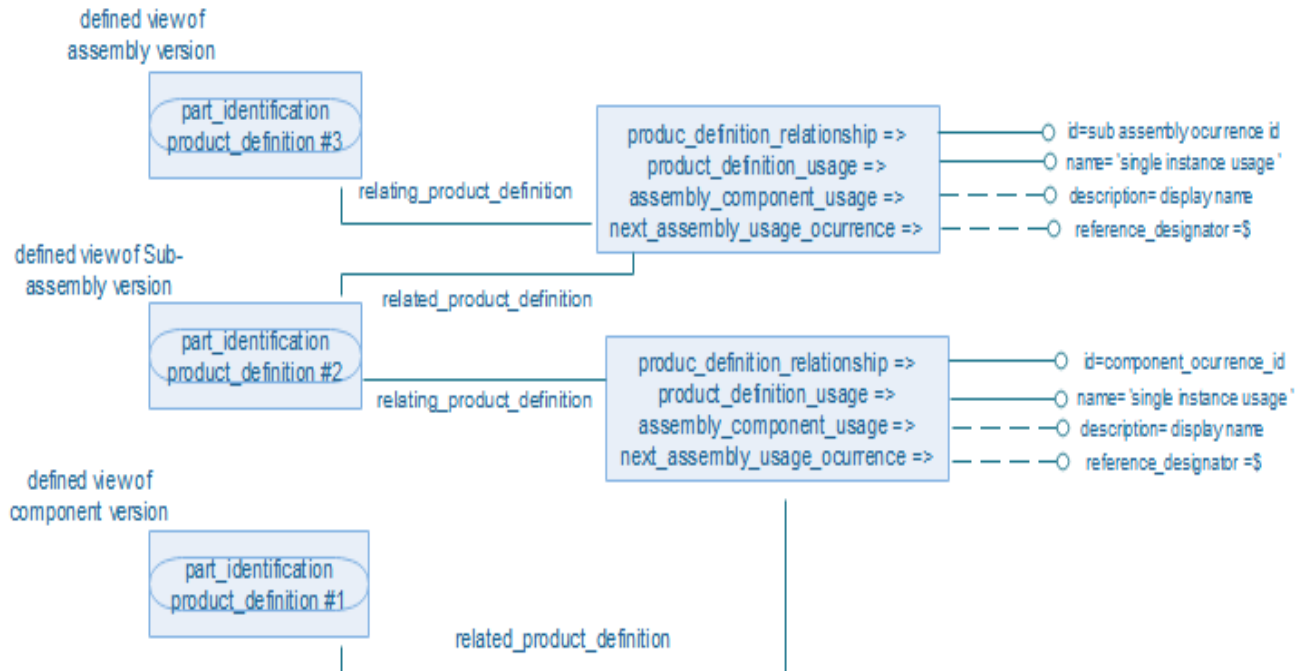 defined view of
assembly version
part_identification
product_definition #3
relating_product_definition
produc_definition_relationship =>
product_definition_usage =>
assembly_component_usage =>
next_assembly_usage_ocurrence =>
id=sub assembly ocurrence id
name= 'single instance usage '
description= display name
reference_designator =$
defined view of Sub-
assembly version
related_product_definition
part_identification
product_definition #2
relating_product_definition
produc_definition_relationship =>
product_definition_usage =>
assembly_component_usage =>
next_assembly_usage_ocurrence =>
id=component_ocurrence_id
name= 'single instance usage '
description= display name
reference_designator =$
defined view of
component version
part_identification
product_definition #1
related_product_definition